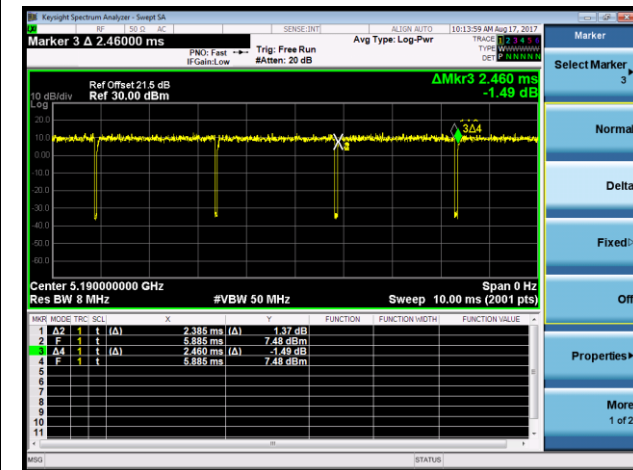 Keysight Spectrum Analyzer - Swept SA
RF 50 Ω AC SENSE:INT ALIGN AUTO 10:13:59 AM Aug 17, 2017
Marker 3 Δ 2.46000 ms
PNO: Fast
IFGain:Low
Trig: Free Run
#Atten: 20 dB
Avg Type: Log-Pwr
TRACE 1 2 3 4 5 6
TYPE WWWWWW
DET P N N N N N
10 dB/div
Log
Ref Offset 21.5 dB
Ref 30.00 dBm
ΔMkr3 2.460 ms
-1.49 dB
20.0
10.0
0.00
-10.0
-20.0
-30.0
-40.0
-50.0
-60.0
3Δ4
Center 5.190000000 GHz
Span 0 Hz
Res BW 8 MHz
#VBW 50 MHz
Sweep 10.00 ms (2001 pts)
MKR MODE TRC SCL X Y FUNCTION FUNCTION WIDTH FUNCTION VALUE
1 Δ2 1 t (Δ) 2.385 ms (Δ) 1.37 dB
2 F 1 t 5.885 ms 7.48 dBm
3 Δ4 1 t (Δ) 2.460 ms (Δ) -1.49 dB
4 F 1 t 5.885 ms 7.48 dBm
5
6
7
8
9
10
11
MSG
STATUS
Marker
Select Marker
3
Normal
Delta
Fixed
Off
Properties
More
1 of 2